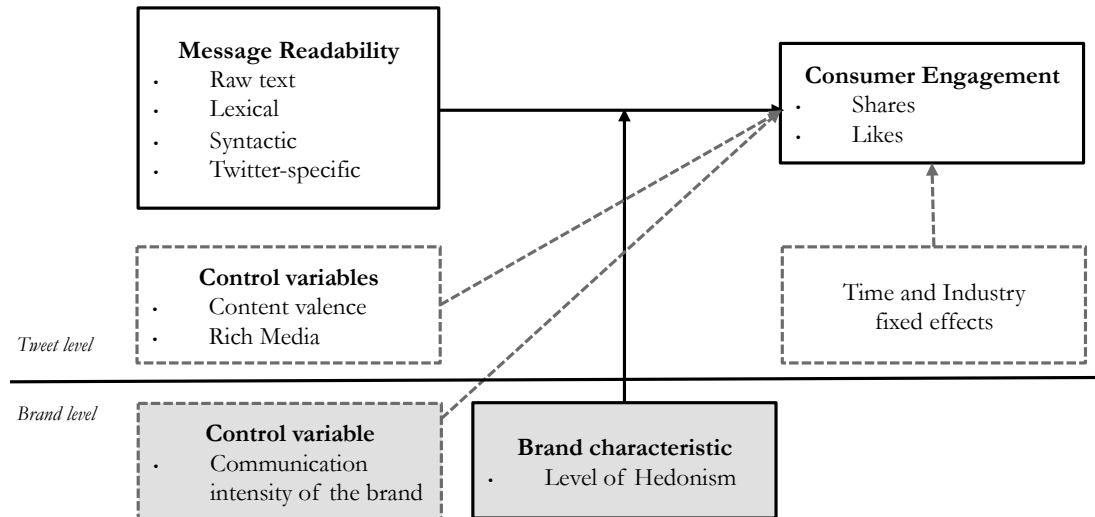 Message Readability
· Raw text
· Lexical
· Syntactic
· Twitter-specific
Consumer Engagement
· Shares
· Likes
Control variables
· Content valence
· Rich Media
Time and Industry
fixed effects
Tweet level
Brand level
Control variable
· Communication
intensity of the brand
Brand characteristic
· Level of Hedonism